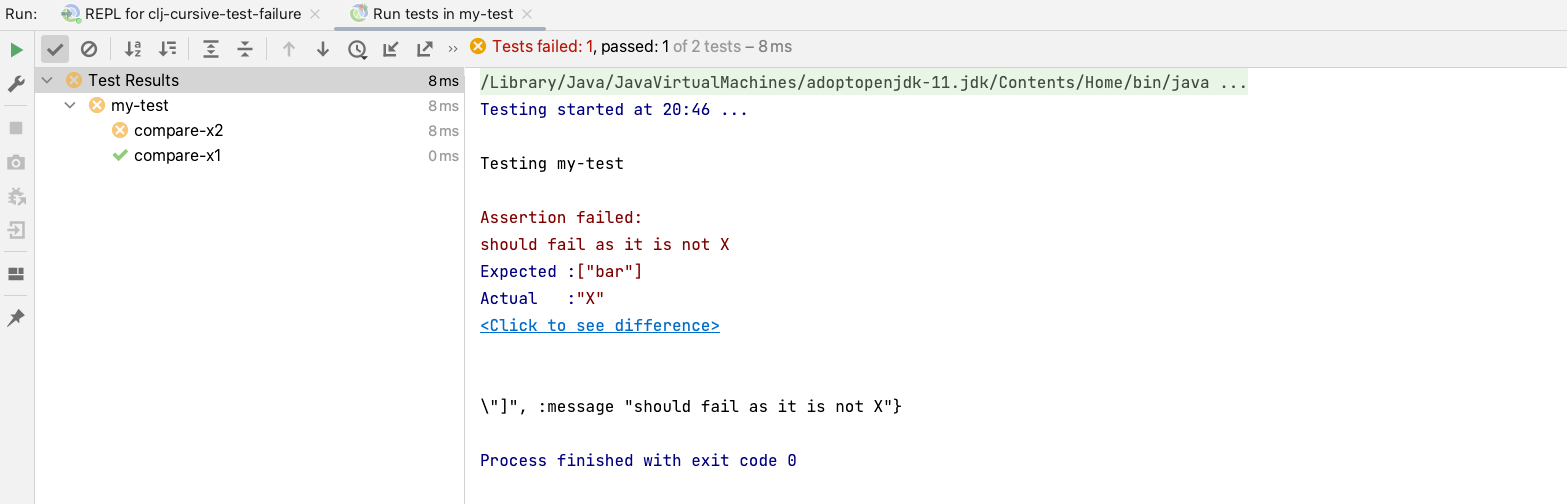 Run: REPL for clj-cursive-test-failure Run tests in my-test
Tests failed: 1, passed: 1 of 2 tests – 8 ms
Test Results 8 ms
my-test 8 ms
compare-x2 8 ms
compare-x1 0 ms
/Library/Java/JavaVirtualMachines/adoptopenjdk-11.jdk/Contents/Home/bin/java ...
Testing started at 20:46 ...
Testing my-test
Assertion failed:
should fail as it is not X
Expected :["bar"]
Actual   :"X"
<Click to see difference>
\"]", :message "should fail as it is not X"}
Process finished with exit code 0